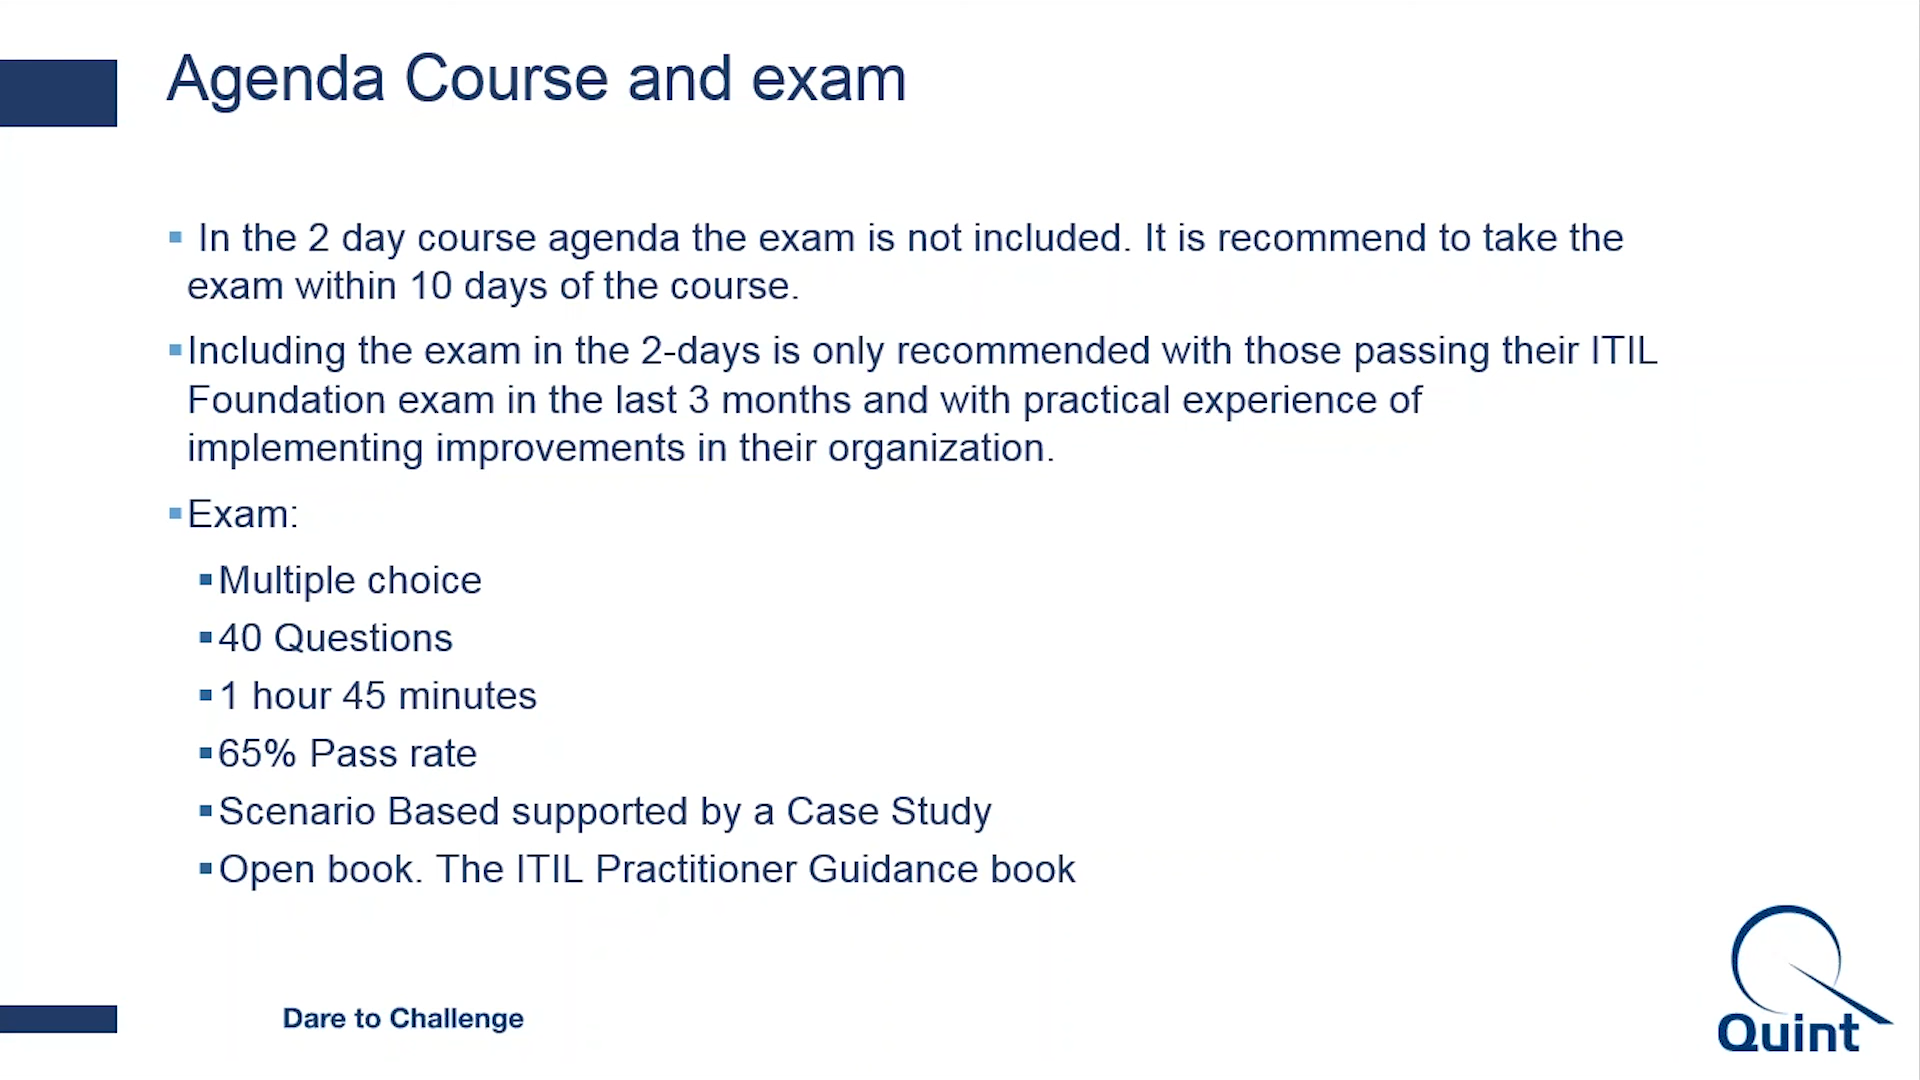 Agenda Course and exam
In the 2 day course agenda the exam is not included. It is recommend to take the
exam within 10 days of the course.
Including the exam in the 2-days is only recommended with those passing their ITIL
Foundation exam in the last 3 months and with practical experience of
implementing improvements in their organization.
Exam:
Multiple choice
40 Questions
1 hour 45 minutes
65% Pass rate
Scenario Based supported by a Case Study
Open book. The ITIL Practitioner Guidance book
Dare to Challenge
Quint